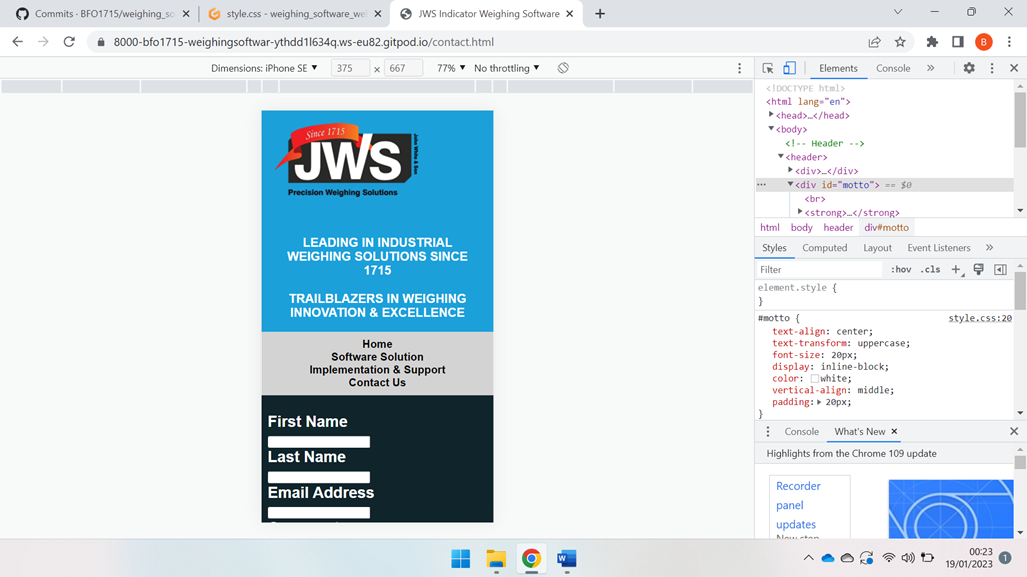 Commits · BFO1715/weighing_so
style.css - weighing_software_we
JWS Indicator Weighing Software
8000-bfo1715-weighingsoftwar-ythdd1l634q.ws-eu82.gitpod.io/contact.html
B
Dimensions: iPhone SE
375
×
667
77%
No throttling
Elements
Console
<!DOCTYPE html>
<html lang="en">
<head>…</head>
<body>
<!-- Header -->
<header>
<div>…</div>
<div id="motto"> == $0
<br>
<strong>…</strong>
html body header div#motto
Styles Computed Layout Event Listeners
Filter
:hov .cls
element.style {
}
#motto {
style.css:20
text-align: center;
text-transform: uppercase;
font-size: 20px;
display: inline-block;
color: white;
vertical-align: middle;
padding: 20px;
}
Console What's New
Highlights from the Chrome 109 update
Recorder
panel
updates
New step
Since 1715
JWS
John White & Son
Precision Weighing Solutions
LEADING IN INDUSTRIAL
WEIGHING SOLUTIONS SINCE
1715
TRAILBLAZERS IN WEIGHING
INNOVATION & EXCELLENCE
Home
Software Solution
Implementation & Support
Contact Us
First Name
Last Name
Email Address
W
00:23
19/01/2023
1